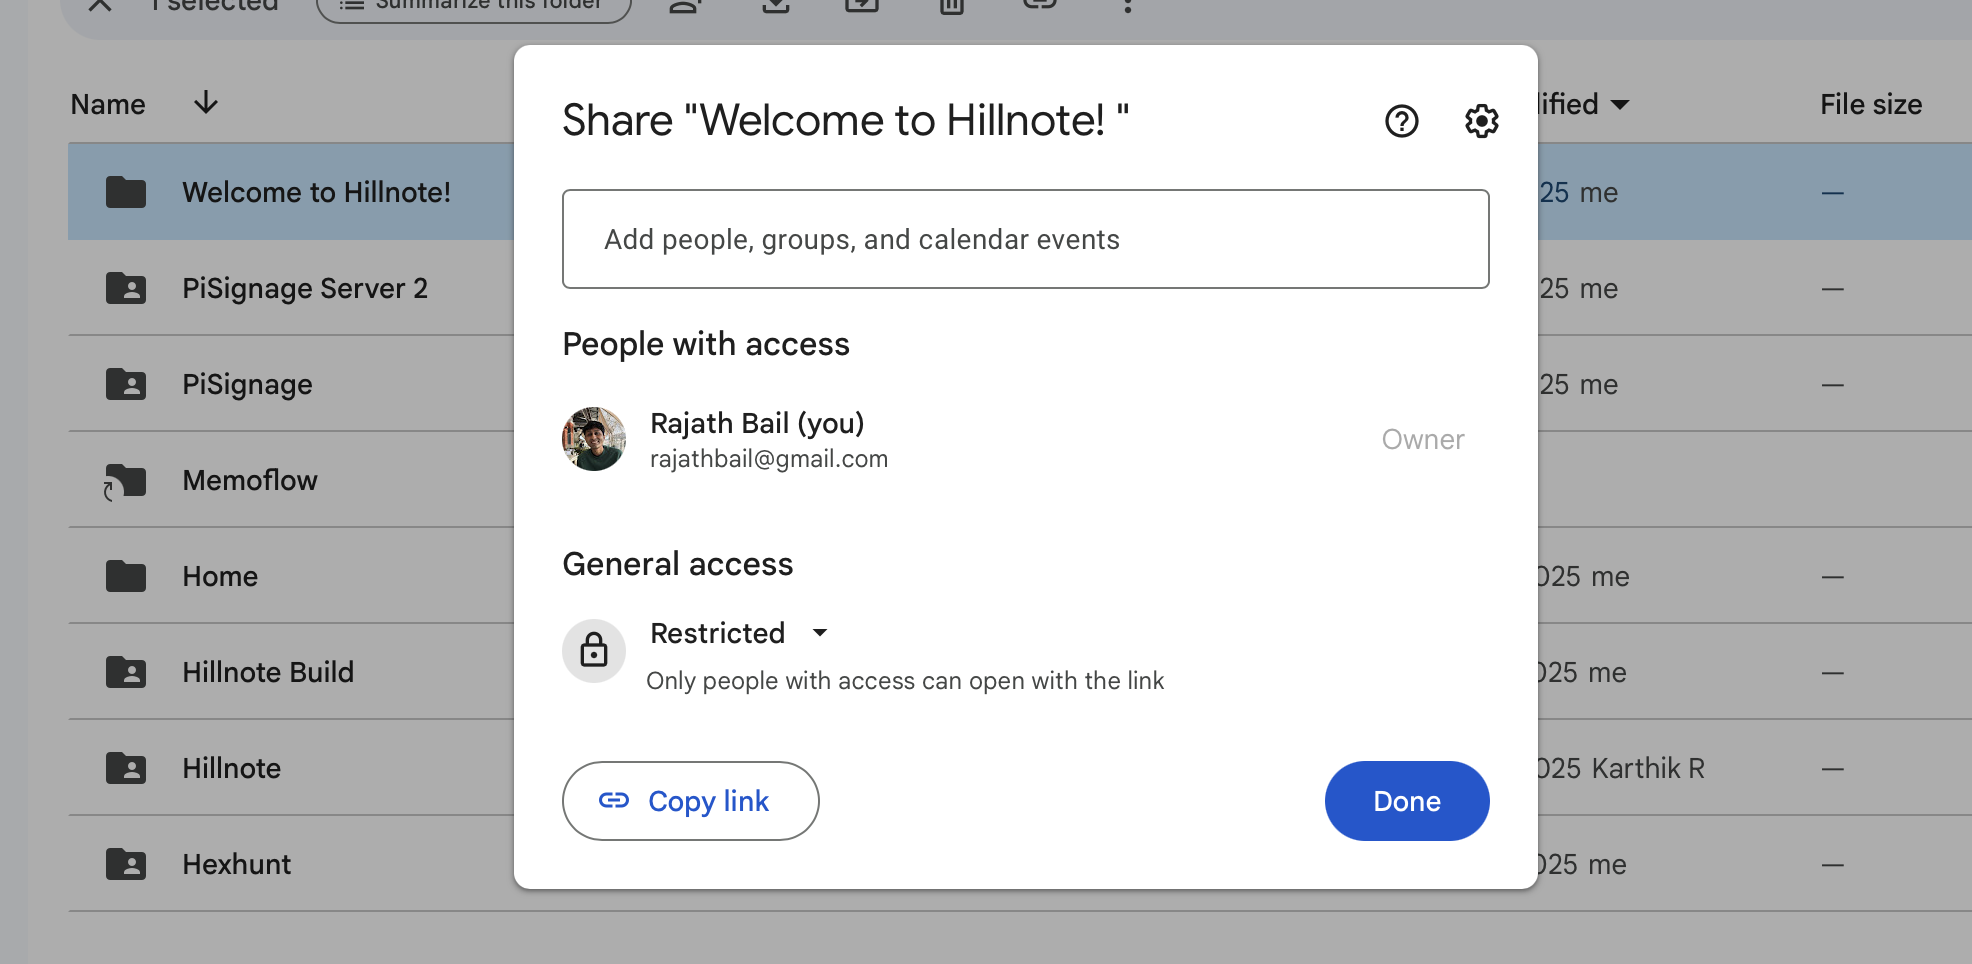 1 selected
Summarize this folder
Name
File size
Share "Welcome to Hillnote! "
Add people, groups, and calendar events
People with access
Rajath Bail (you)
rajathbail@gmail.com
Owner
General access
Restricted
Only people with access can open with the link
Copy link
Done
Welcome to Hillnote!
25 me
—
PiSignage Server 2
25 me
—
PiSignage
25 me
—
Memoflow
Home
025 me
—
Hillnote Build
025 me
—
Hillnote
025 Karthik R
—
Hexhunt
025 me
—